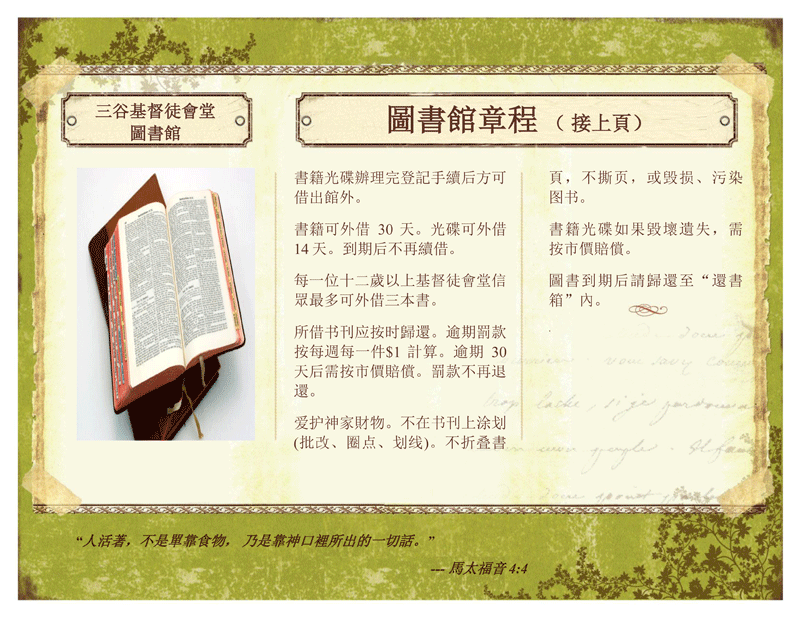 三谷基督徒會堂
圖書館
圖書館章程 （ 接上頁）
書籍光碟辦理完登記手續后方可
借出館外。
書籍可外借 30 天。光碟可外借
14 天。到期后不再續借。
每一位十二歲以上基督徒會堂信
眾最多可外借三本書。
所借书刊应按时歸還。逾期罰款
按每週每一件$1 計算。逾期 30
天后需按市價賠償。罰款不再退
還。
爱护神家財物。不在书刊上涂划
(批改、圈点、划线)。不折叠書
頁，不撕页，或毁损、污染
图书。
書籍光碟如果毀壞遺失，需
按市價賠償。
圖書到期后請歸還至“還書
箱”內。
“人活著，不是單靠食物， 乃是靠神口裡所出的一切話。”
--- 馬太福音 4:4